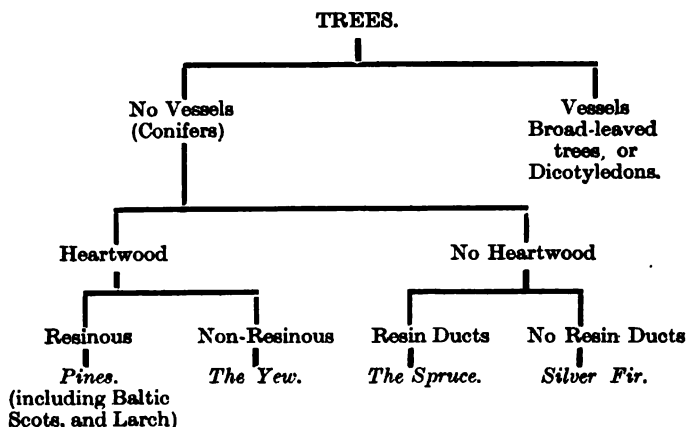 TREES.
No Vessels
(Conifers)
Vessels
Broad-leaved
trees, or
Dicotyledons.
Heartwood
No Heartwood
Resinous
Non-Resinous
Resin Ducts
No Resin Ducts
Pines.
The Yew.
The Spruce.
Silver Fir.
(including Baltic
Scots, and Larch)